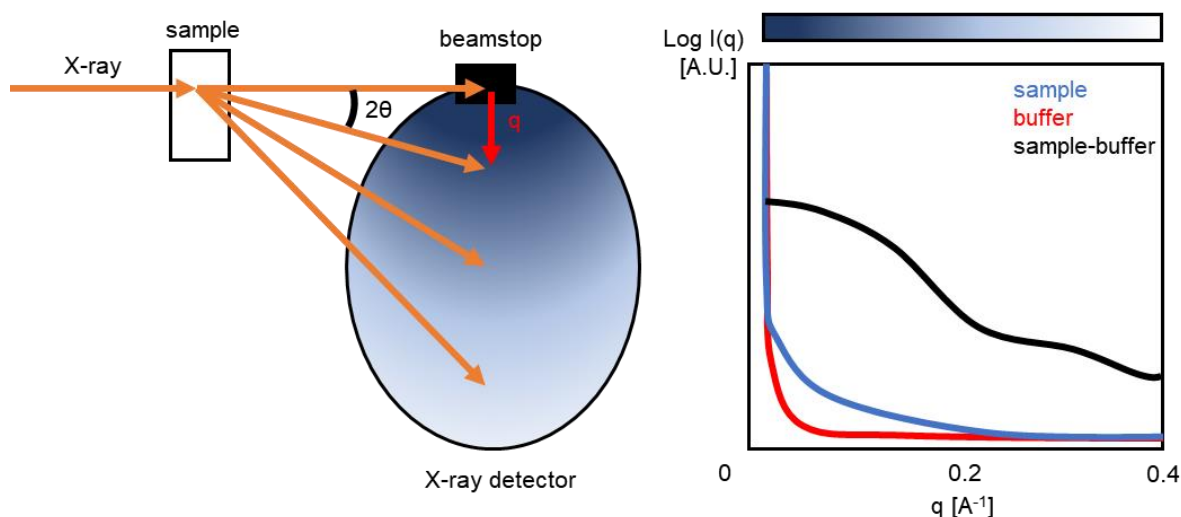 sample
X-ray
beamstop
2θ
q
X-ray detector
Log I(q)
[A.U.]
sample
buffer
sample-buffer
0
0.2
0.4
q [A⁻¹]